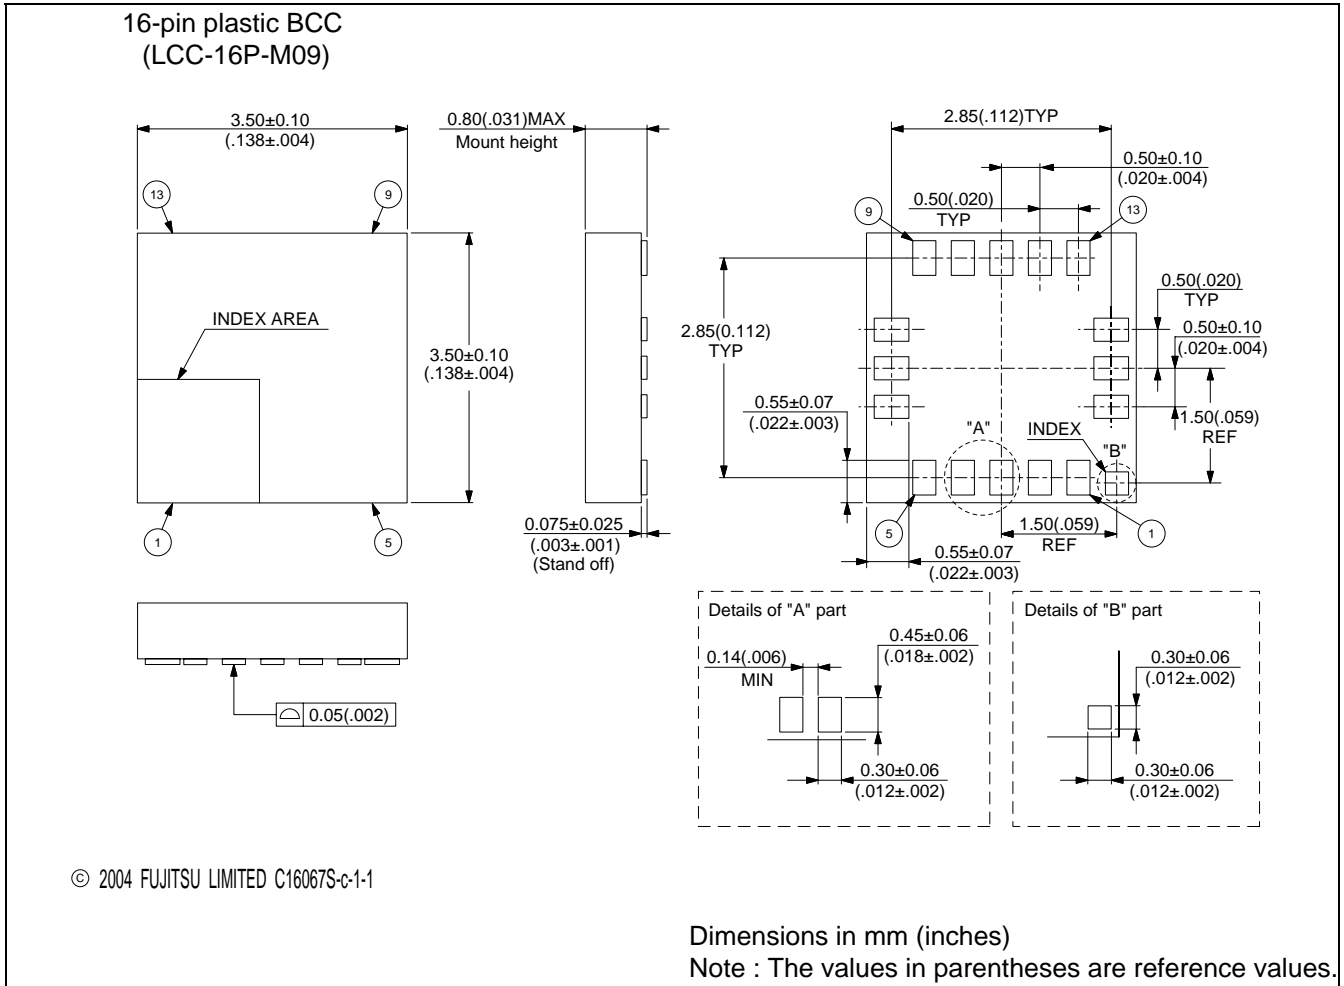 16-pin plastic BCC
(LCC-16P-M09)
3.50±0.10
(.138±.004)
0.80(.031)MAX
Mount height
2.85(.112)TYP
0.50±0.10
(.020±.004)
0.50(.020)
TYP
13
9
9
13
0.50(.020)
TYP
0.50±0.10
(.020±.004)
INDEX AREA
2.85(0.112)
TYP
3.50±0.10
(.138±.004)
0.55±0.07
(.022±.003)
"A"
INDEX
"B"
1.50(.059)
REF
1
5
0.075±0.025
(.003±.001)
(Stand off)
5
1.50(.059)
REF
1
0.55±0.07
(.022±.003)
Details of "A" part
0.14(.006)
MIN
0.45±0.06
(.018±.002)
0.30±0.06
(.012±.002)
Details of "B" part
0.30±0.06
(.012±.002)
0.30±0.06
(.012±.002)
0.05(.002)
© 2004 FUJITSU LIMITED C16067S-c-1-1
Dimensions in mm (inches)
Note : The values in parentheses are reference values.